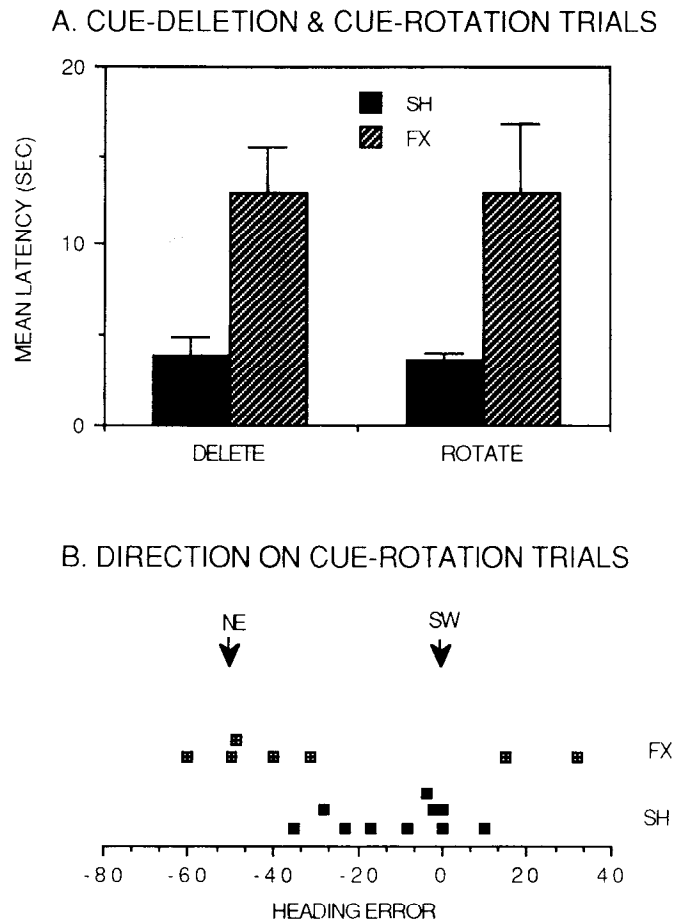 A. CUE-DELETION & CUE-ROTATION TRIALS
20
10
0
MEAN LATENCY (SEC)
SH
FX
DELETE
ROTATE
B. DIRECTION ON CUE-ROTATION TRIALS
NE
SW
FX
SH
-80 -60 -40 -20 0 20 40
HEADING ERROR